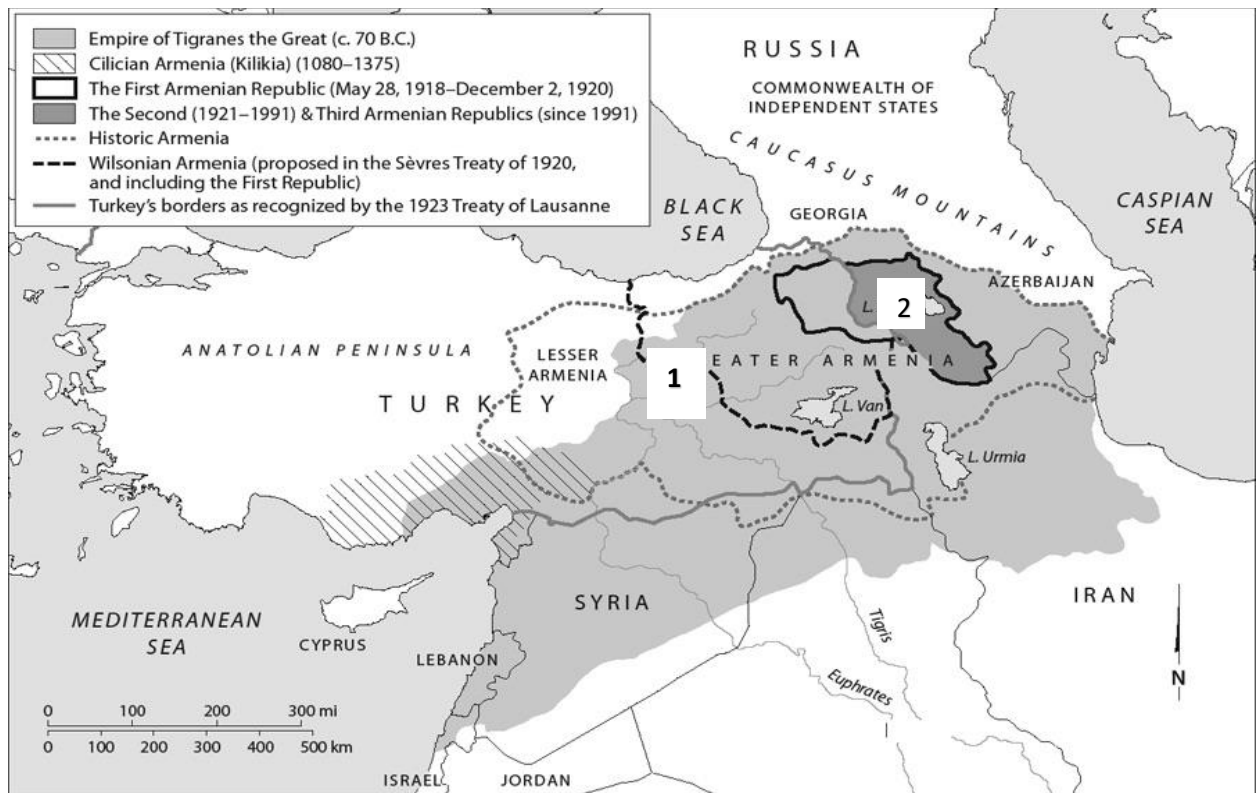 Empire of Tigranes the Great (c. 70 B.C.)
Cilician Armenia (Kilikia) (1080–1375)
The First Armenian Republic (May 28, 1918–December 2, 1920)
The Second (1921–1991) & Third Armenian Republics (since 1991)
Historic Armenia
Wilsonian Armenia (proposed in the Sèvres Treaty of 1920,
and including the First Republic)
Turkey's borders as recognized by the 1923 Treaty of Lausanne
RUSSIA
COMMONWEALTH OF
INDEPENDENT STATES
CAUCASUS MOUNTAINS
BLACK
SEA
GEORGIA
CASPIAN
SEA
AZERBAIJAN
L.
2
ANATOLIAN PENINSULA
LESSER
ARMENIA
1
EATER ARMENIA
TURKEY
L. Van
L. Urmia
MEDITERRANEAN
SEA
CYPRUS
SYRIA
LEBANON
Tigris
Euphrates
IRAN
N
0 100 200 300 mi
0 100 200 300 400 500 km
ISRAEL
JORDAN